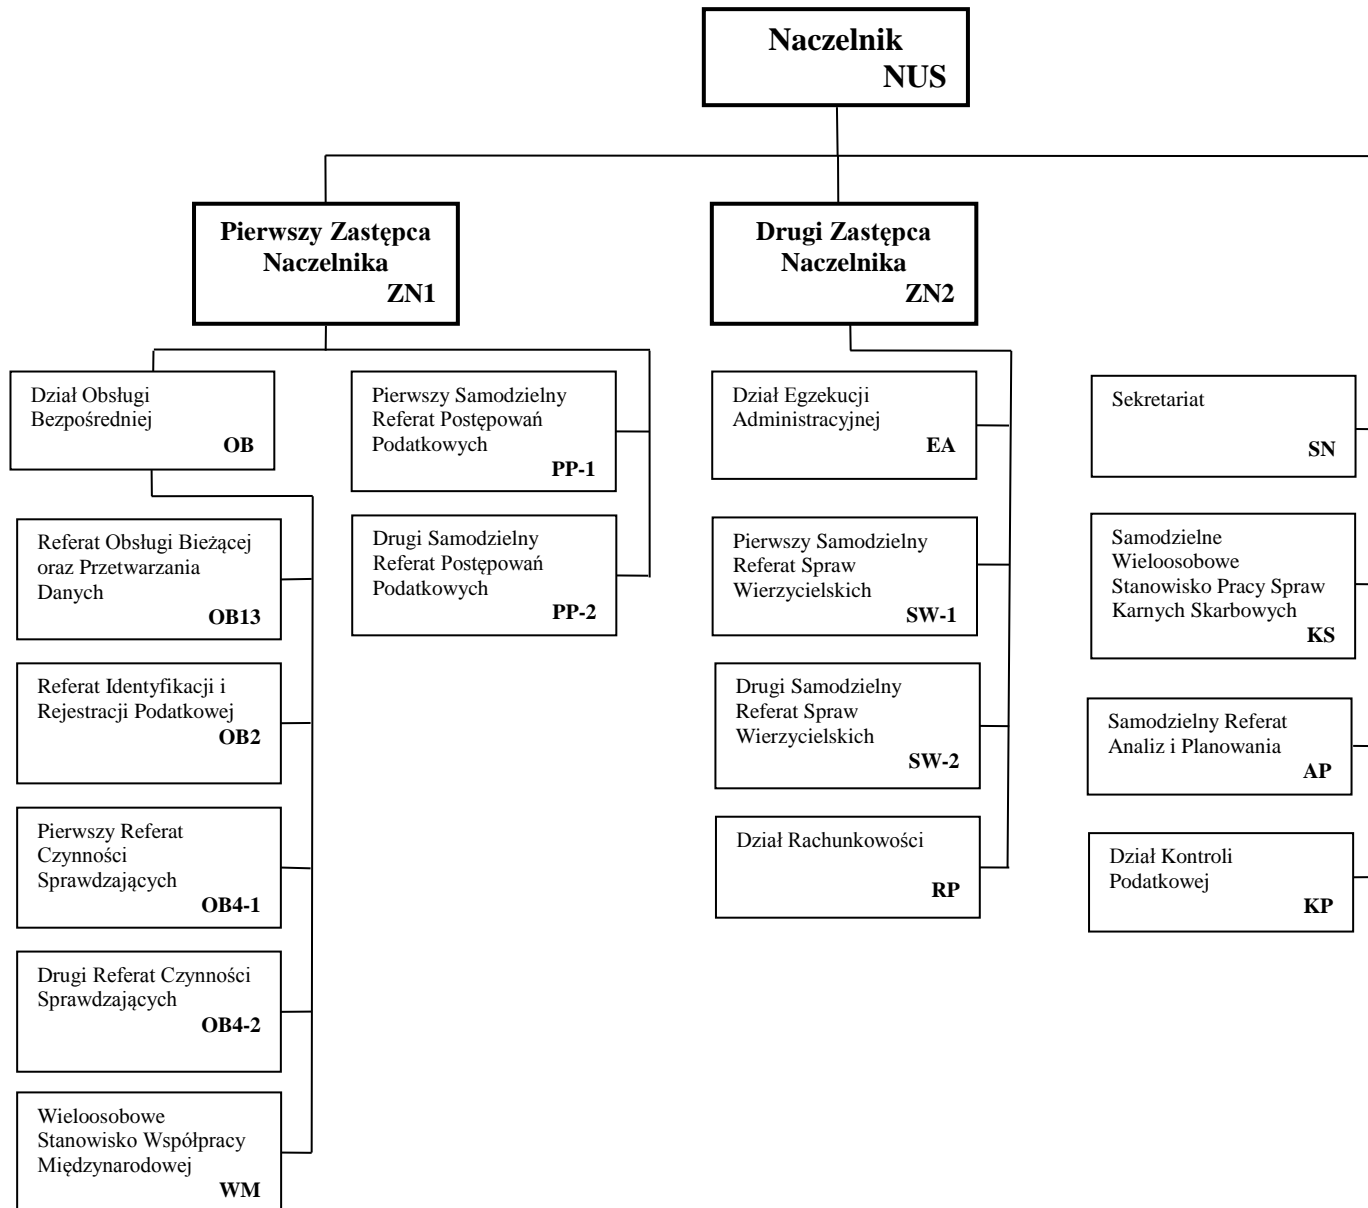 Naczelnik
NUS
Pierwszy Zastępca
Naczelnika
ZN1
Drugi Zastępca
Naczelnika
ZN2
Dział Obsługi
Bezpośredniej
OB
Referat Obsługi Bieżącej
oraz Przetwarzania
Danych
OB13
Referat Identyfikacji i
Rejestracji Podatkowej
OB2
Pierwszy Referat
Czynności
Sprawdzających
OB4-1
Drugi Referat Czynności
Sprawdzających
OB4-2
Wieloosobowe
Stanowisko Współpracy
Międzynarodowej
WM
Pierwszy Samodzielny
Referat Postępowań
Podatkowych
PP-1
Drugi Samodzielny
Referat Postępowań
Podatkowych
PP-2
Dział Egzekucji
Administracyjnej
EA
Pierwszy Samodzielny
Referat Spraw
Wierzycielskich
SW-1
Drugi Samodzielny
Referat Spraw
Wierzycielskich
SW-2
Dział Rachunkowości
RP
Sekretariat
SN
Samodzielne
Wieloosobowe
Stanowisko Pracy Spraw
Karnych Skarbowych
KS
Samodzielny Referat
Analiz i Planowania
AP
Dział Kontroli
Podatkowej
KP